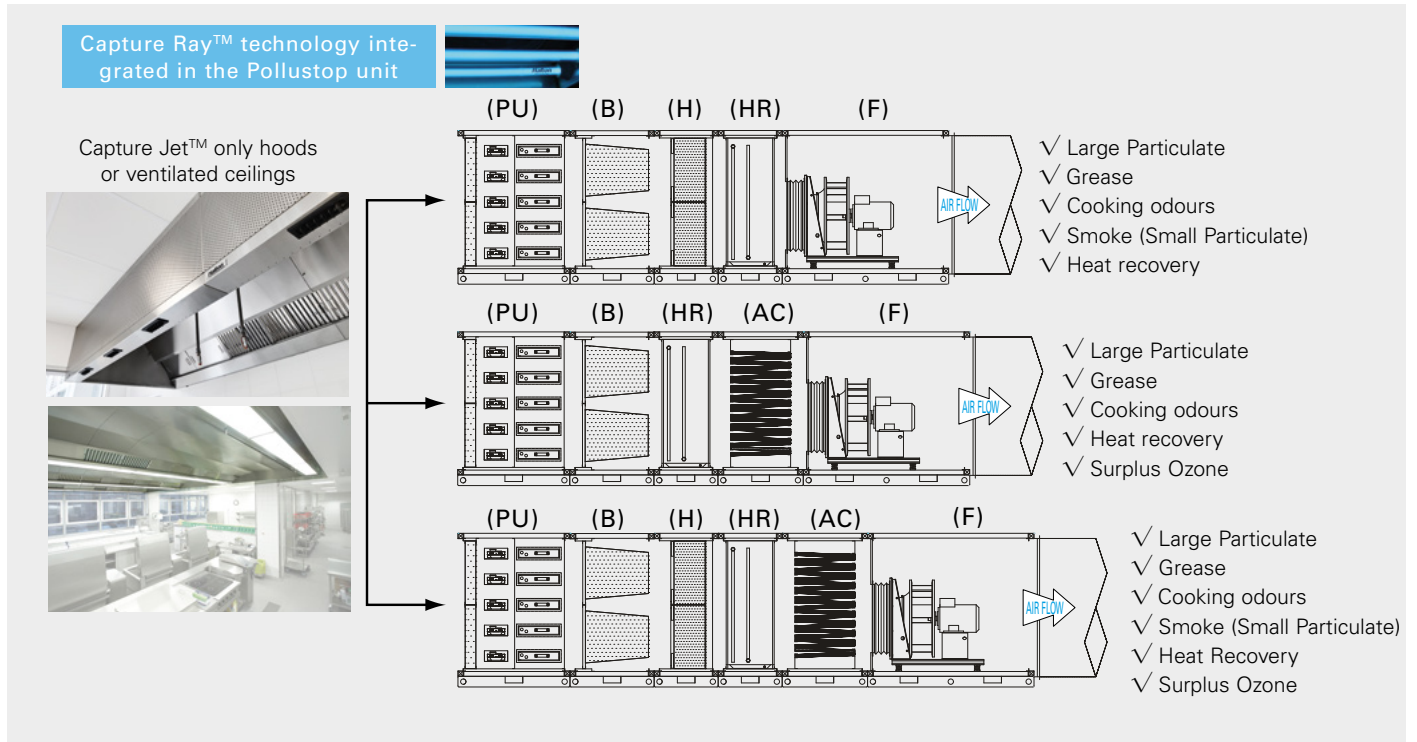 Capture Ray™ technology inte-
grated in the Pollustop unit
Capture Jet™ only hoods
or ventilated ceilings
(PU) (B) (H) (HR) (F)
AIR FLOW
√ Large Particulate
√ Grease
√ Cooking odours
√ Smoke (Small Particulate)
√ Heat recovery
(PU) (B) (HR) (AC) (F)
AIR FLOW
√ Large Particulate
√ Grease
√ Cooking odours
√ Heat recovery
√ Surplus Ozone
(PU) (B) (H) (HR) (AC) (F)
AIR FLOW
√ Large Particulate
√ Grease
√ Cooking odours
√ Smoke (Small Particulate)
√ Heat Recovery
√ Surplus Ozone